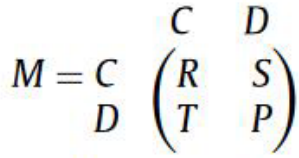 C D
M = C ( R S
D T P )